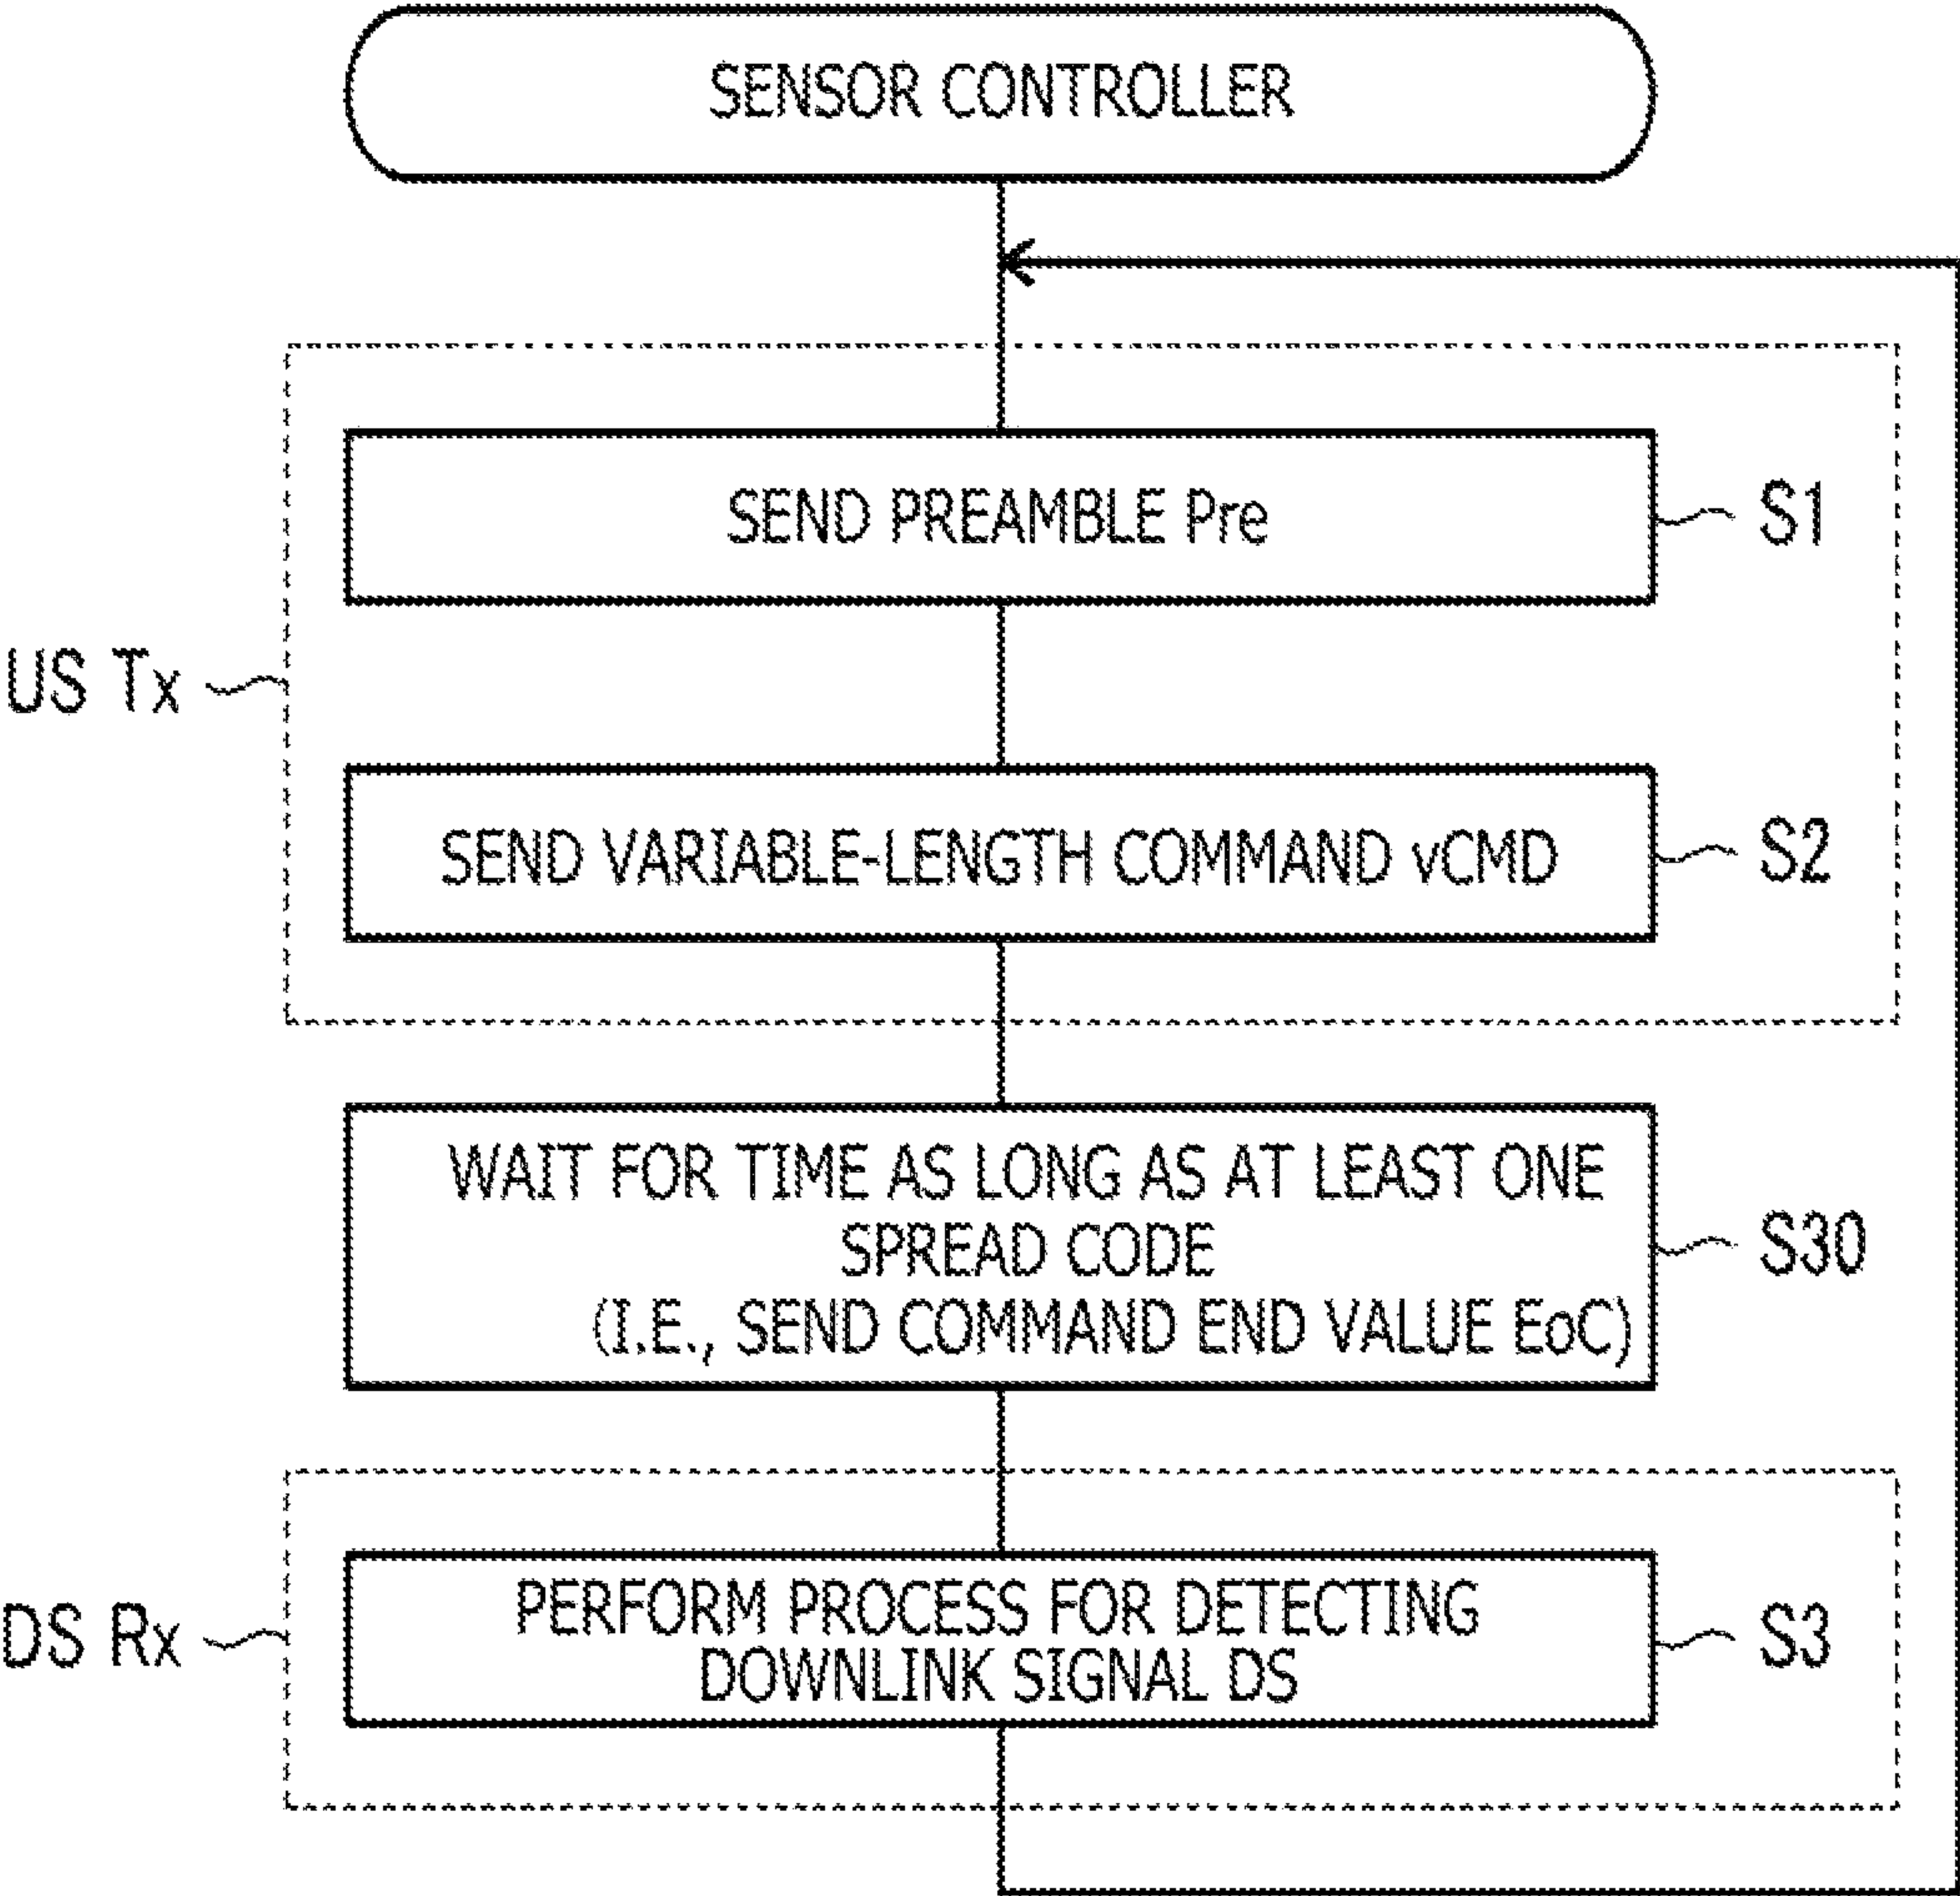 SENSOR CONTROLLER
SEND PREAMBLE Pre
S1
US Tx
SEND VARIABLE-LENGTH COMMAND vCMD
S2
WAIT FOR TIME AS LONG AS AT LEAST ONE
SPREAD CODE
(I.E., SEND COMMAND END VALUE EoC)
S30
PERFORM PROCESS FOR DETECTING
DOWNLINK SIGNAL DS
S3
DS Rx